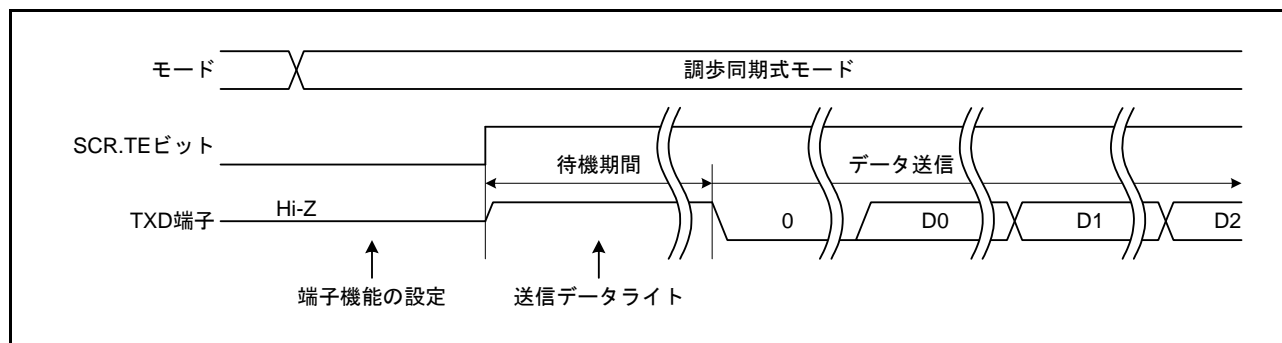 モード
調歩同期式モード
SCR.TEビット
待機期間
データ送信
TXD端子
Hi-Z
0
D0
D1
D2
端子機能の設定
送信データライト